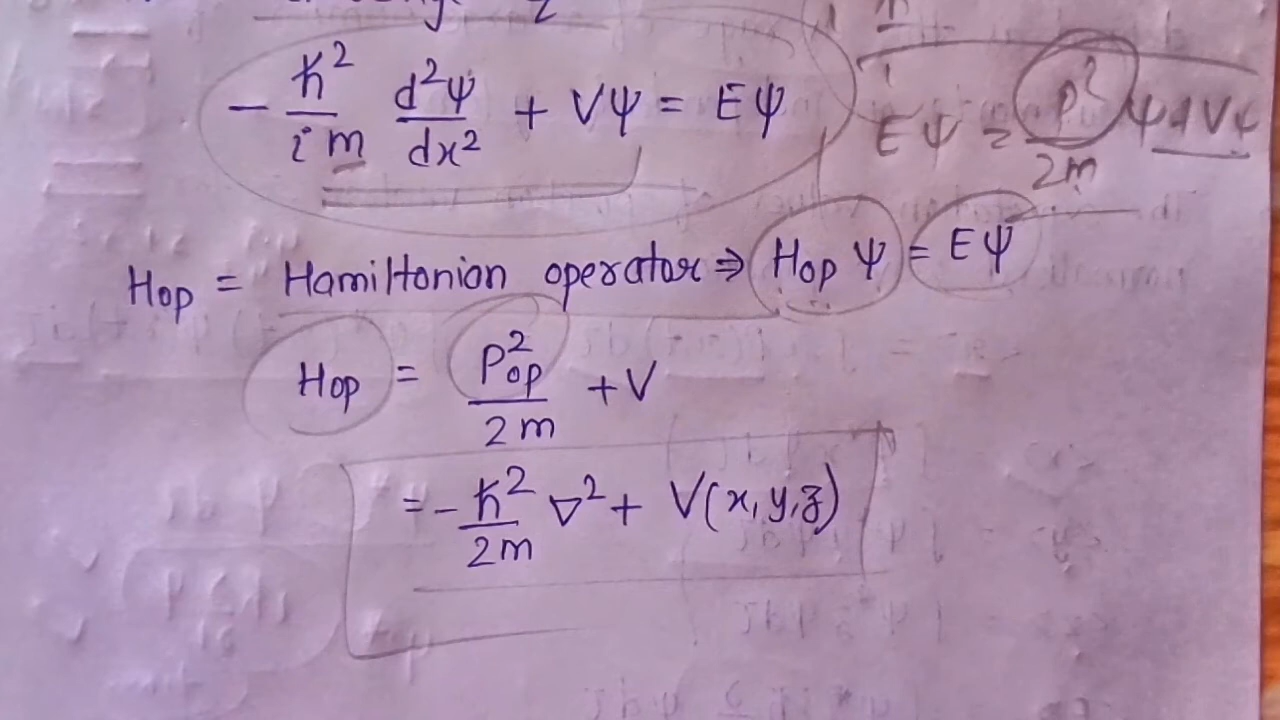 -ħ²/im d²ψ/dx² + Vψ = Eψ
Eψ = p²/2m ψ + Vψ
Hop = Hamiltonian operator ⇒ Hop ψ = Eψ
Hop = P²op/2m + V
= -ħ²/2m ∇² + V(x,y,z)